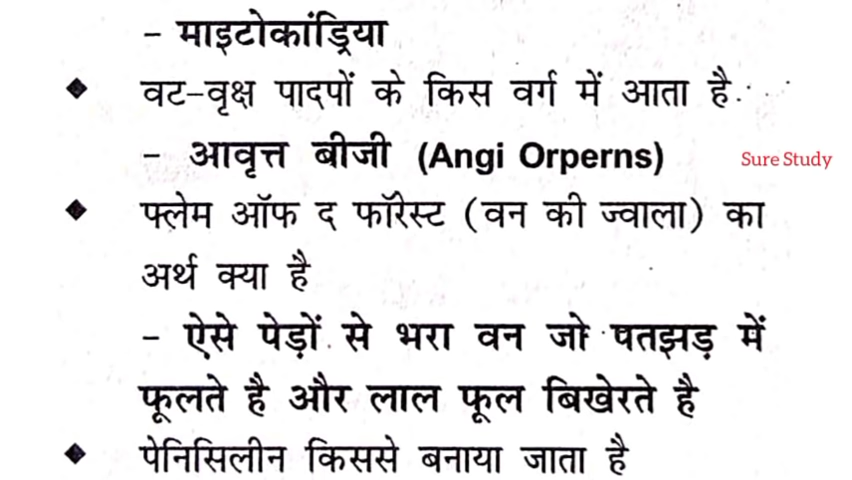 – माइटोकांड्रिया
◆ वट-वृक्ष पादपों के किस वर्ग में आता है
– आवृत्त बीजी (Angi Orperns)
Sure Study
◆ फ्लेम ऑफ द फॉरेस्ट (वन की ज्वाला) का
अर्थ क्या है
– ऐसे पेड़ों से भरा वन जो पतझड़ में
फूलते है और लाल फूल बिखेरते है
◆ पेनिसिलीन किससे बनाया जाता है